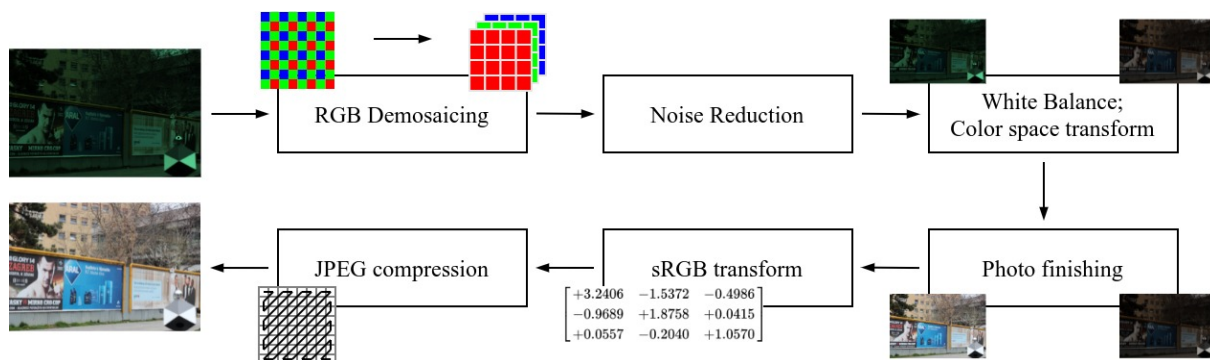 RGB Demosaicing
Noise Reduction
White Balance;
Color space transform
Photo finishing
sRGB transform
+3.2406 −1.5372 −0.4986
−0.9689 +1.8758 +0.0415
+0.0557 −0.2040 +1.0570
JPEG compression
ZAGREB